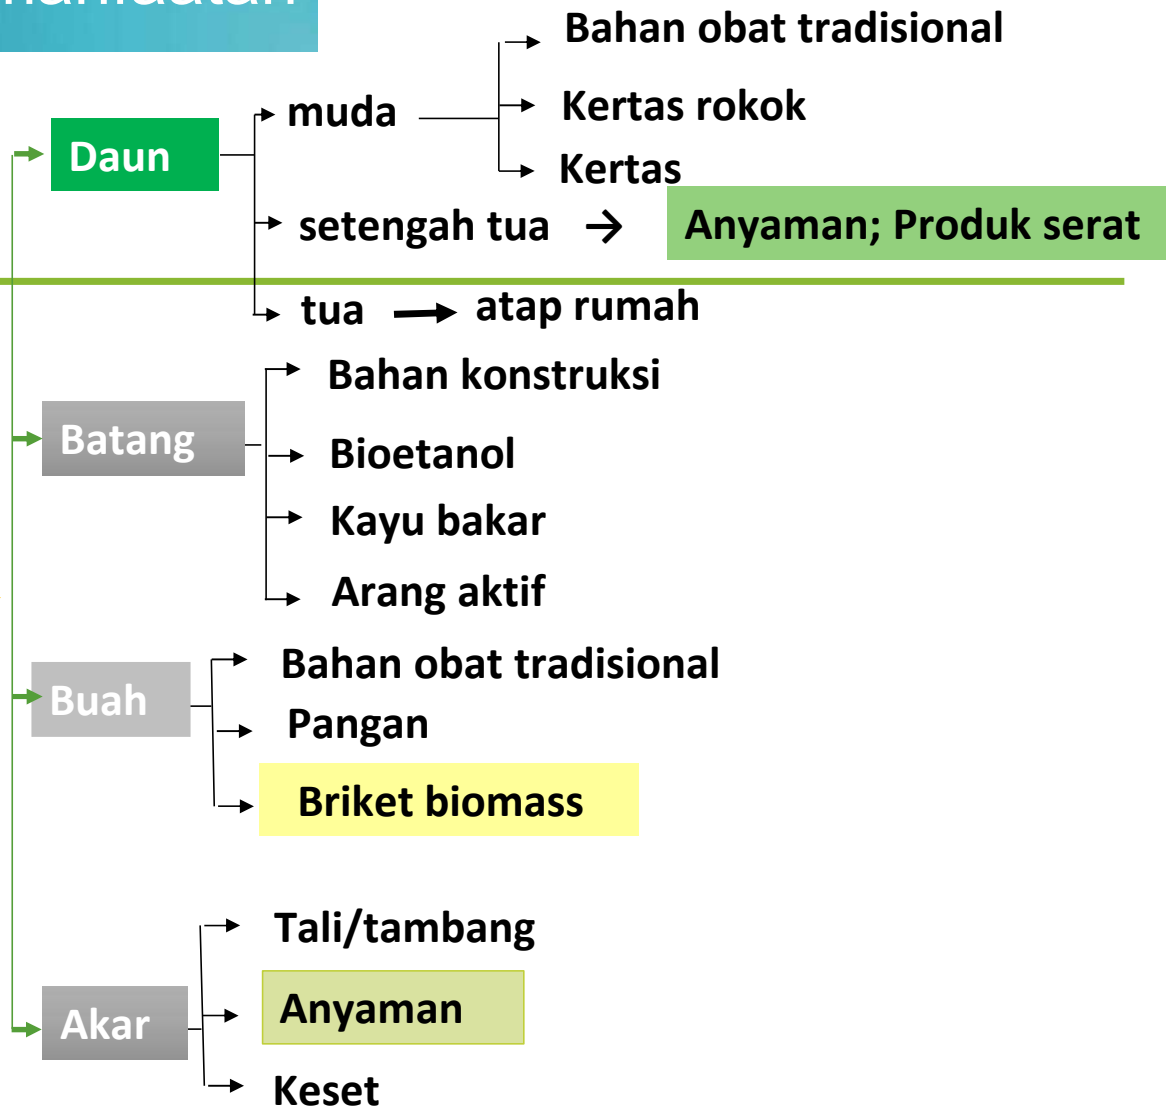 Bahan obat tradisional
muda
Kertas rokok
Daun
Kertas
setengah tua → Anyaman; Produk serat
tua
atap rumah
Bahan konstruksi
Batang
Bioetanol
Kayu bakar
Arang aktif
Bahan obat tradisional
Buah
Pangan
Briket biomass
Tali/tambang
Anyaman
Akar
Keset